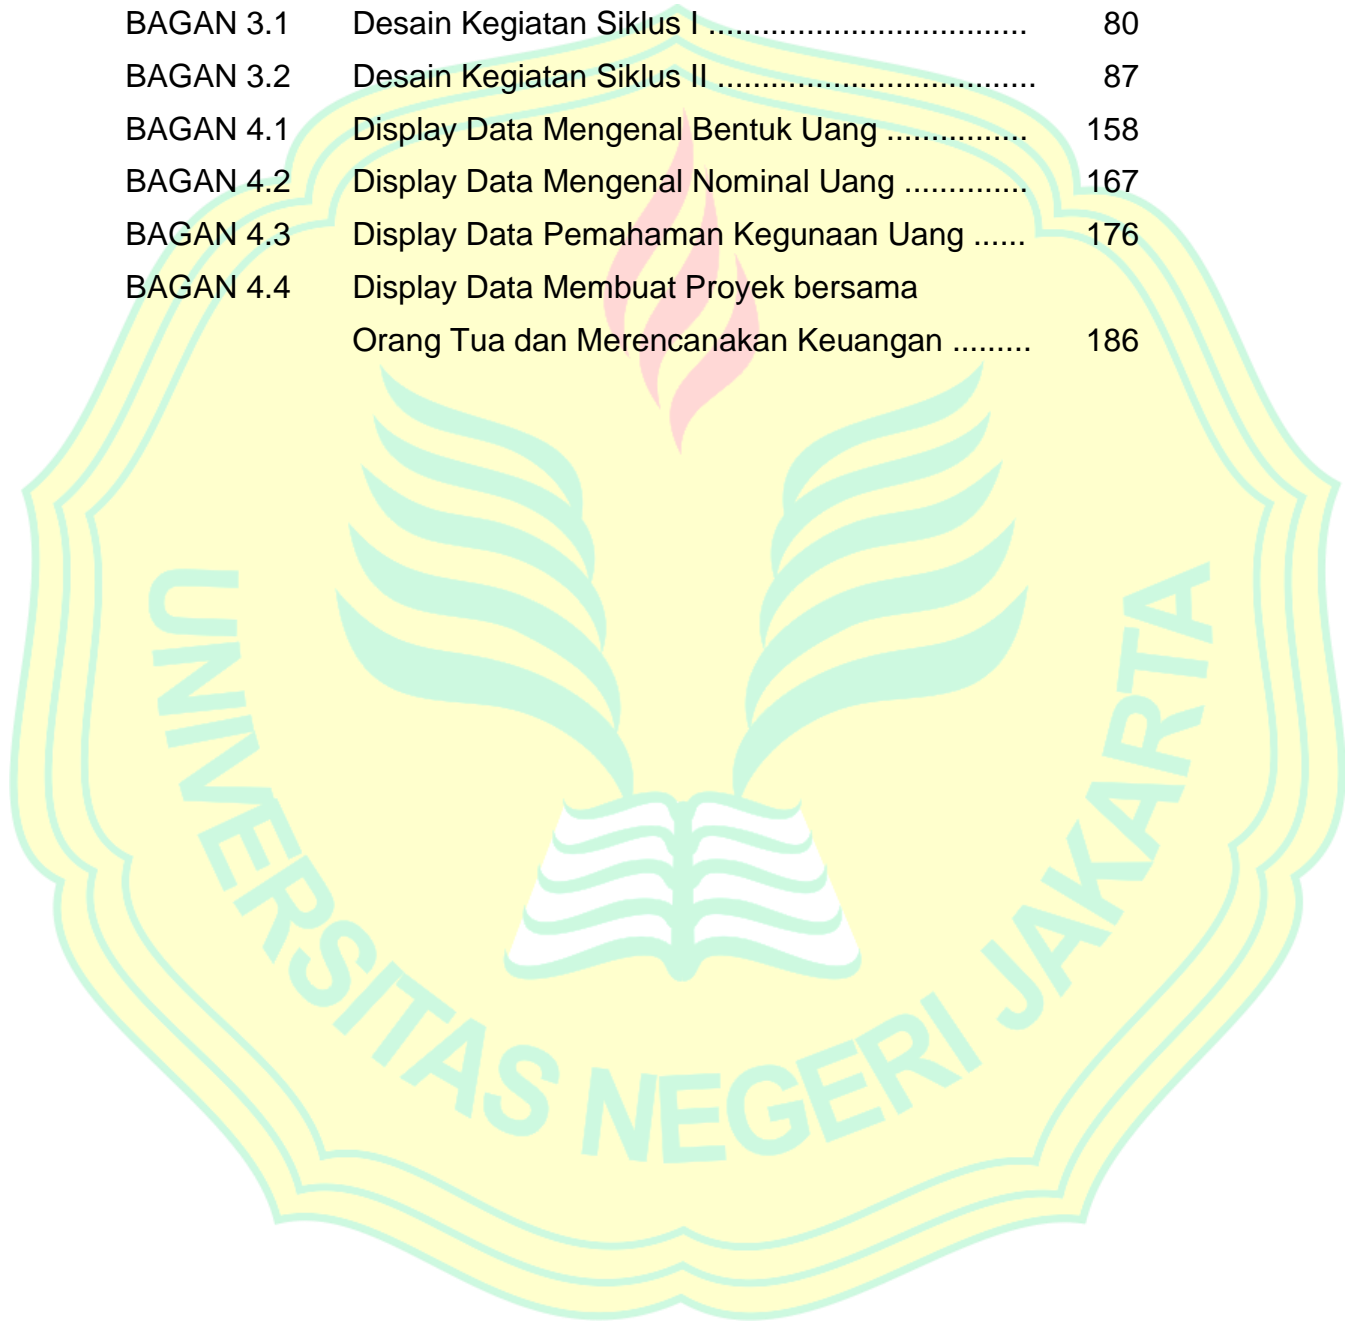 BAGAN 3.1 Desain Kegiatan Siklus I .................................... 80
BAGAN 3.2 Desain Kegiatan Siklus II .................................... 87
BAGAN 4.1 Display Data Mengenal Bentuk Uang ................ 158
BAGAN 4.2 Display Data Mengenal Nominal Uang .............. 167
BAGAN 4.3 Display Data Pemahaman Kegunaan Uang ...... 176
BAGAN 4.4 Display Data Membuat Proyek bersama
Orang Tua dan Merencanakan Keuangan ......... 186
UNIVERSITAS NEGERI JAKARTA